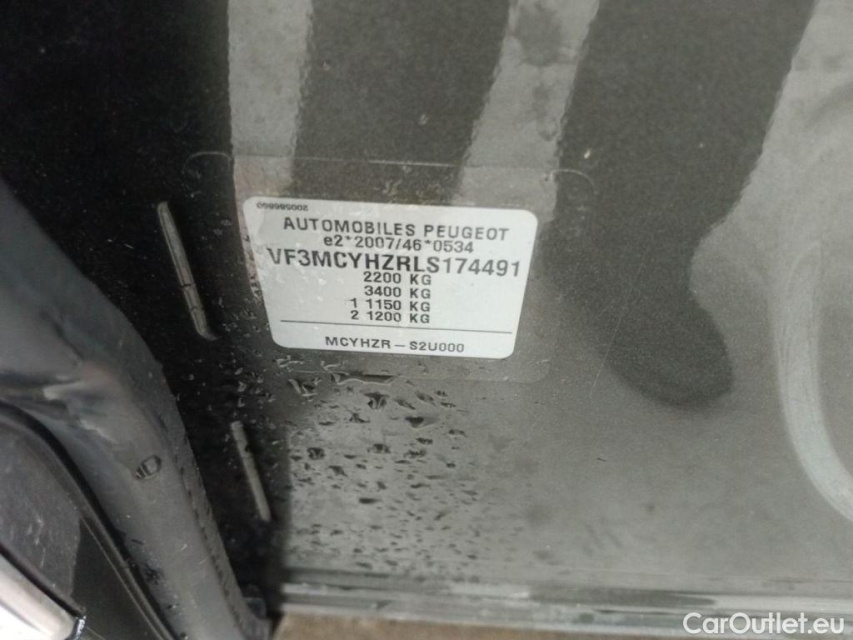 AUTOMOBILES PEUGEOT
e2*2007/46*0534
VF3MCYHZRLS174491
2200 KG
3400 KG
1 1150 KG
2 1200 KG
MCYHZR – S2U000
CarOutlet.eu